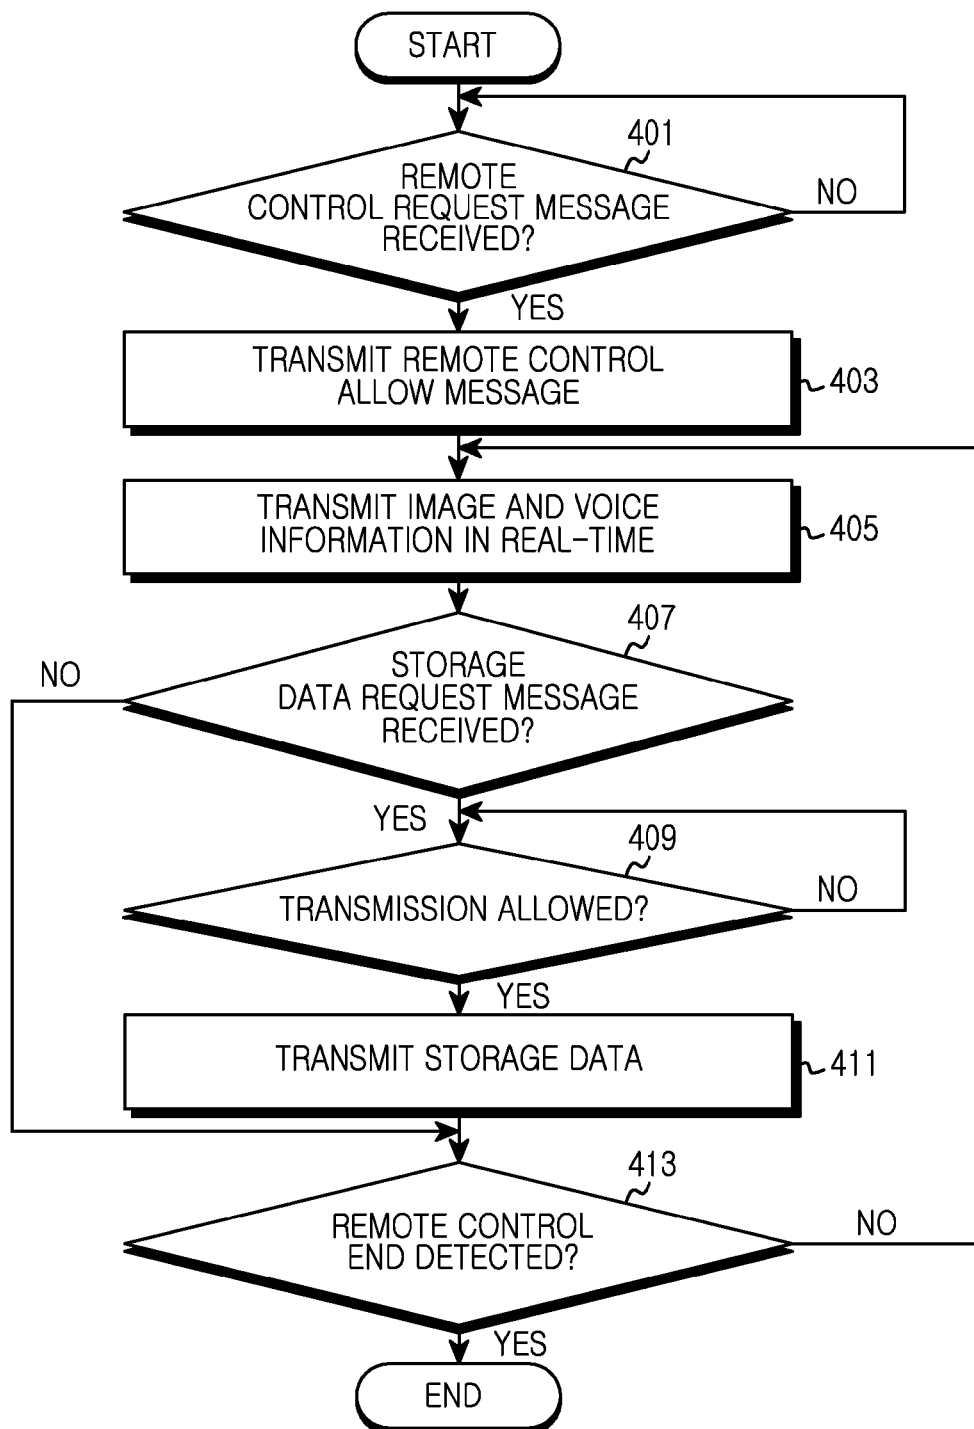 START
401
REMOTE
CONTROL REQUEST MESSAGE
RECEIVED?
NO
YES
TRANSMIT REMOTE CONTROL
ALLOW MESSAGE
403
TRANSMIT IMAGE AND VOICE
INFORMATION IN REAL-TIME
405
407
NO
STORAGE
DATA REQUEST MESSAGE
RECEIVED?
YES
409
TRANSMISSION ALLOWED?
NO
YES
TRANSMIT STORAGE DATA
411
413
REMOTE CONTROL
END DETECTED?
NO
YES
END